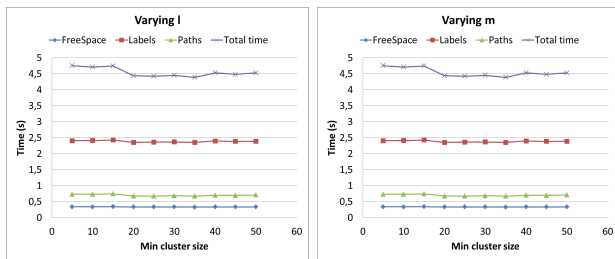 Varying l
FreeSpace Labels Paths Total time
5
4,5
4
3,5
3
2,5
2
1,5
1
0,5
0
Time (s)
0 10 20 30 40 50 60
Min cluster size
Varying m
FreeSpace Labels Paths Total time
5
4,5
4
3,5
3
2,5
2
1,5
1
0,5
0
Time (s)
0 10 20 30 40 50 60
Min cluster size